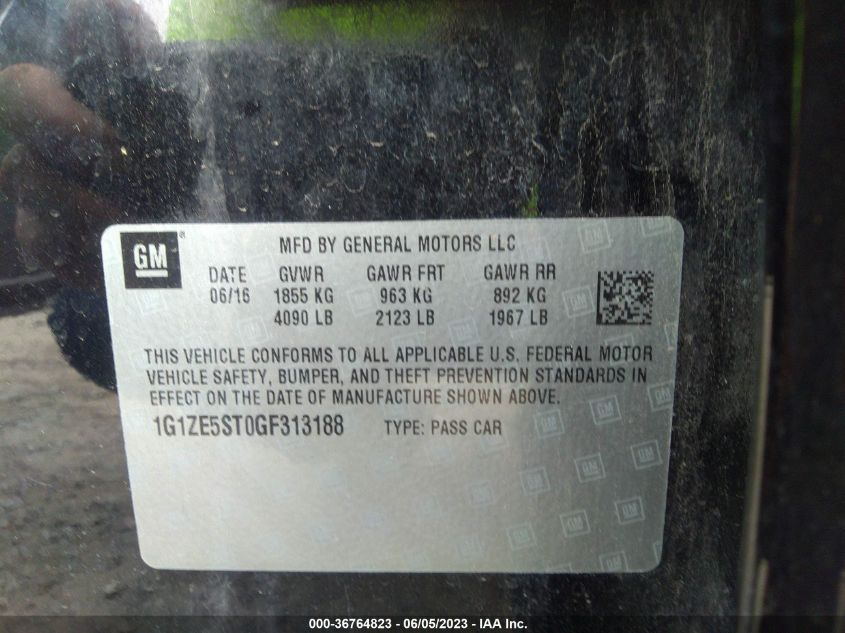 GM®
MFD BY GENERAL MOTORS LLC
DATE GVWR GAWR FRT GAWR RR
06/16 1855 KG 963 KG 892 KG
4090 LB 2123 LB 1967 LB
THIS VEHICLE CONFORMS TO ALL APPLICABLE U.S. FEDERAL MOTOR
VEHICLE SAFETY, BUMPER, AND THEFT PREVENTION STANDARDS IN
EFFECT ON THE DATE OF MANUFACTURE SHOWN ABOVE.
1G1ZE5ST0GF313188 TYPE: PASS CAR
000-36764823 - 06/05/2023 - IAA Inc.